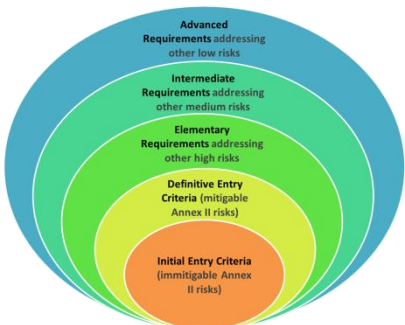 Advanced
Requirements addressing
other low risks
Intermediate
Requirements addressing
other medium risks
Elementary
Requirements addressing
other high risks
Definitive Entry
Criteria (mitigable
Annex II risks)
Initial Entry Criteria
(immitigable Annex
II risks)